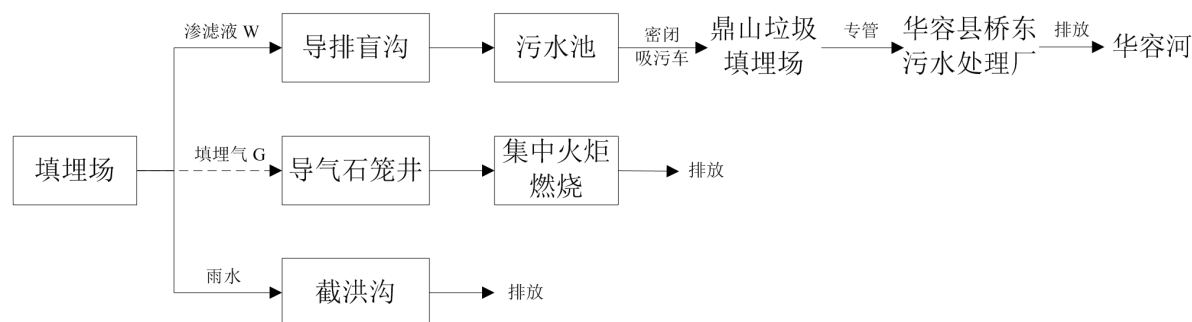 渗滤液 W
导排盲沟
污水池
密闭
吸污车
鼎山垃圾
填埋场
专管
华容县桥东
污水处理厂
排放
华容河
填埋场
填埋气 G
导气石笼井
集中火炬
燃烧
排放
雨水
截洪沟
排放